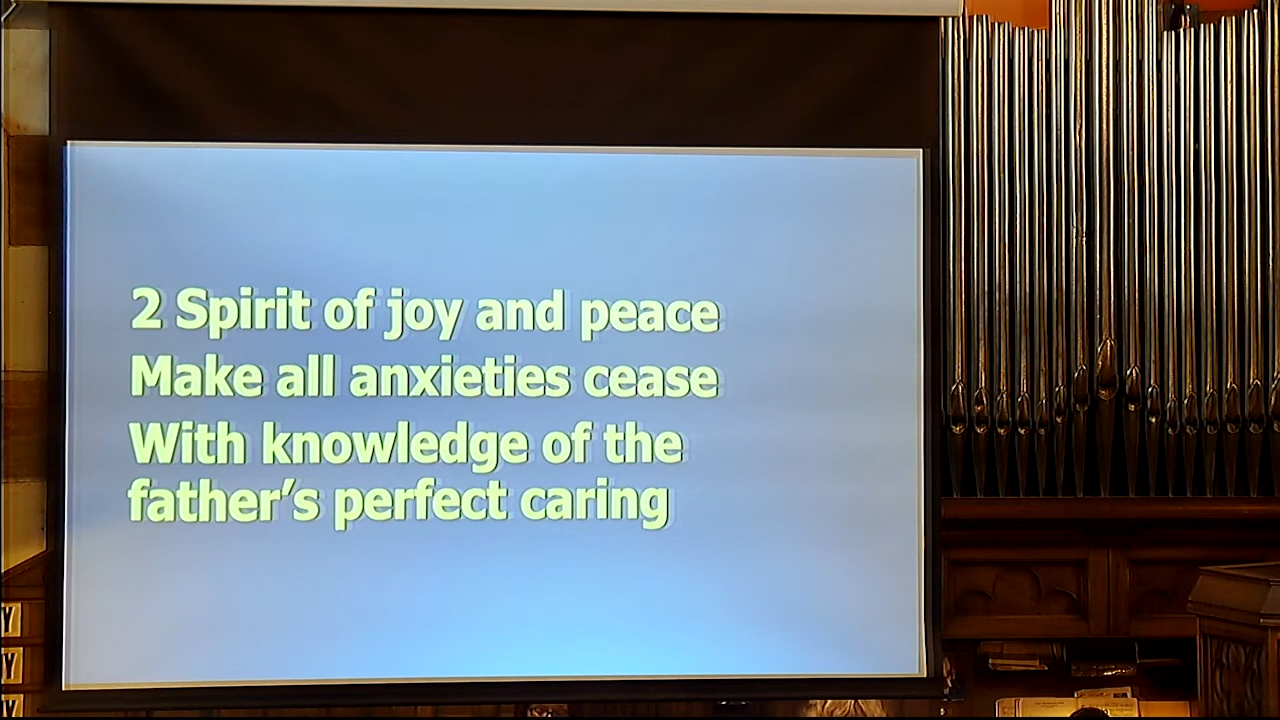 2 Spirit of joy and peace
Make all anxieties cease
With knowledge of the
father's perfect caring
Y
Y
Y